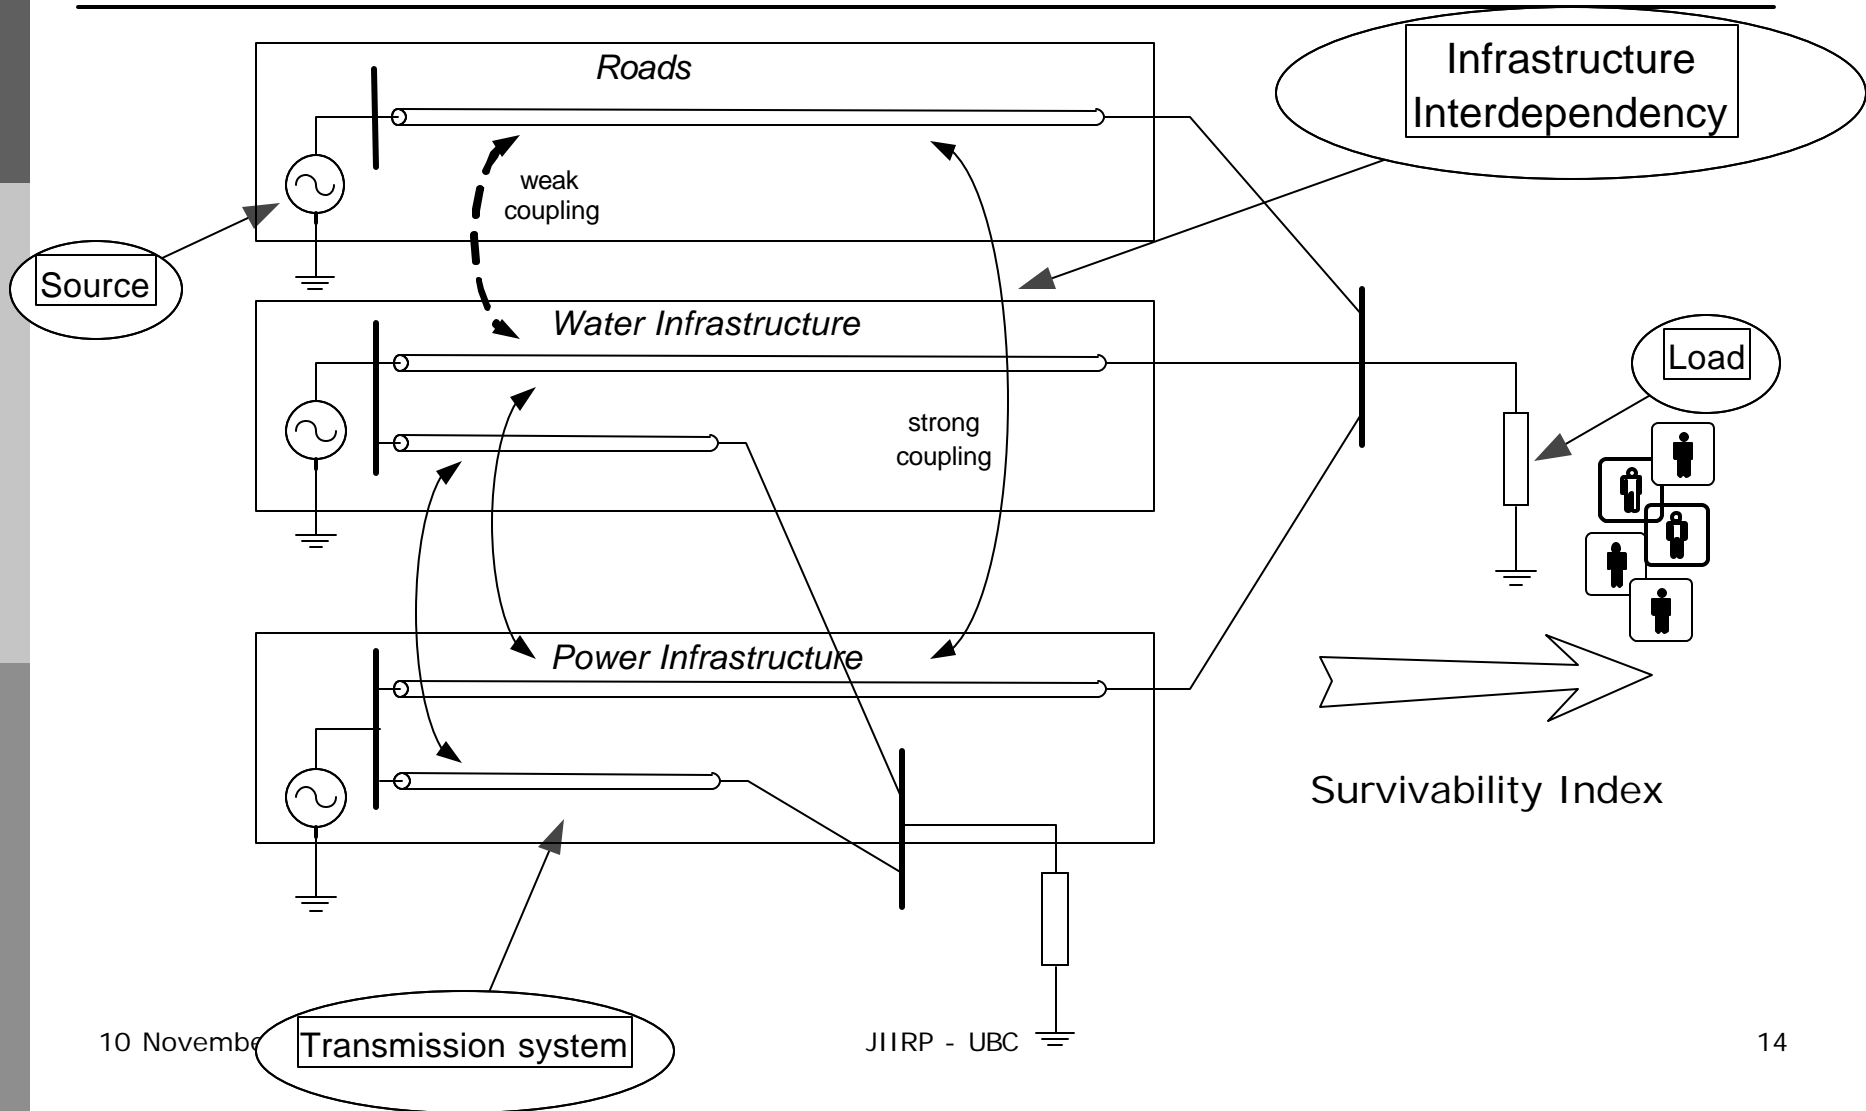 Roads
Infrastructure
Interdependency
weak
coupling
Source
Water Infrastructure
Load
strong
coupling
Power Infrastructure
Survivability Index
10 Novembe
Transmission system
JIIRP - UBC
14